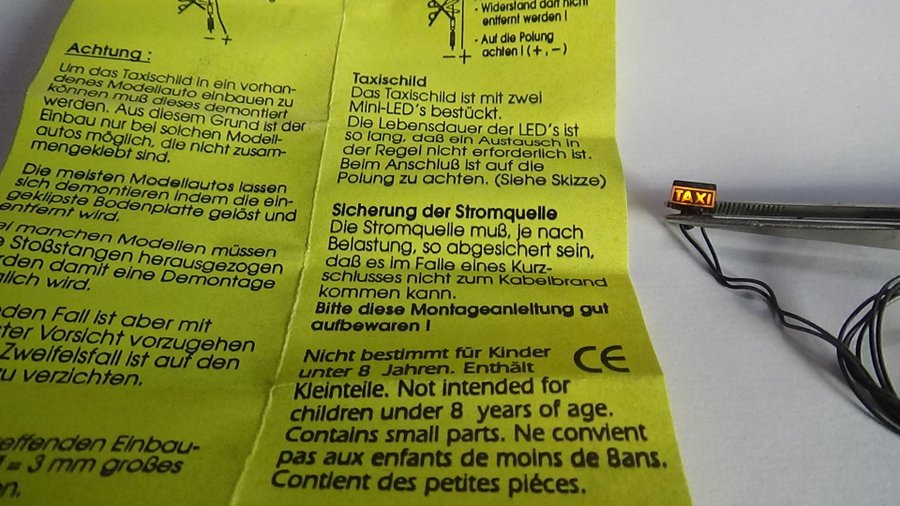 Achtung :
Um das Taxischild in ein vorhan-
denes Modellauto einbauen zu
können muß dieses demontiert
werden. Aus diesem Grund ist der
Einbau nur bei solchen Modell-
autos möglich, die nicht zusam-
mengeklebt sind.
Die meisten Modellautos lassen
sich demontieren indem die ein-
geklipste Bodenplatte gelöst und
entfernt wird.
manchen Modellen müssen
Stoßstangen herausgezogen
damit eine Demontage
wird.
Fall ist aber mit
Vorsicht vorzugehen
Zweifelsfall ist auf den
zu verzichten.
Einbau-
= 3 mm großes
- Widerstand darf nicht
entfernt werden !
- Auf die Polung
achten ! (+, -)
- +
- +
Taxischild
Das Taxischild ist mit zwei
Mini-LED's bestückt.
Die Lebensdauer der LED's ist
so lang, daß ein Austausch in
der Regel nicht erforderlich ist.
Beim Anschluß ist auf die
Polung zu achten. (Siehe Skizze)
Sicherung der Stromquelle
Die Stromquelle muß, je nach
Belastung, so abgesichert sein,
daß es im Falle eines Kurz-
schlusses nicht zum Kabelbrand
kommen kann.
Bitte diese Montageanleitung gut
aufbewaren !
Nicht bestimmt für Kinder
unter 8 Jahren. Enthält
CE
Kleinteile. Not intended for
children under 8 years of age.
Contains small parts. Ne convient
pas aux enfants de moins de 8ans.
Contient des petites piéces.
TAXI